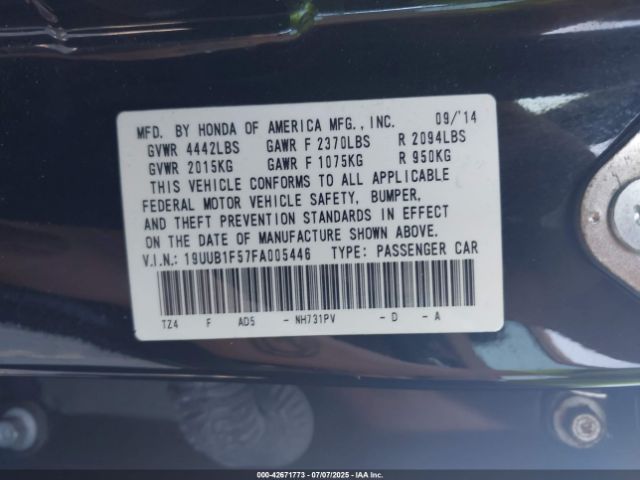 MFD. BY HONDA OF AMERICA MFG., INC. 09/'14
GVWR 4442LBS GAWR F 2370LBS R 2094LBS
GVWR 2015KG GAWR F 1075KG R 950KG
THIS VEHICLE CONFORMS TO ALL APPLICABLE
FEDERAL MOTOR VEHICLE SAFETY, BUMPER,
AND THEFT PREVENTION STANDARDS IN EFFECT
ON THE DATE OF MANUFACTURE SHOWN ABOVE.
V.I.N.: 19UUB1F57FA005446 TYPE: PASSENGER CAR
TZ4 F AD5 - NH731PV - D - A
000-42671773 - 07/07/2025 - IAA Inc.